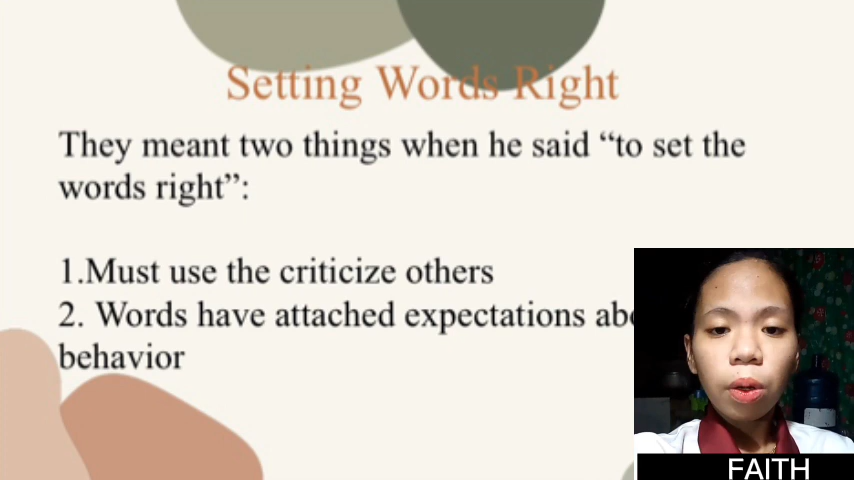 Setting Words Right
They meant two things when he said “to set the
words right”:
1.Must use the criticize others
2. Words have attached expectations
behavior
FAITH